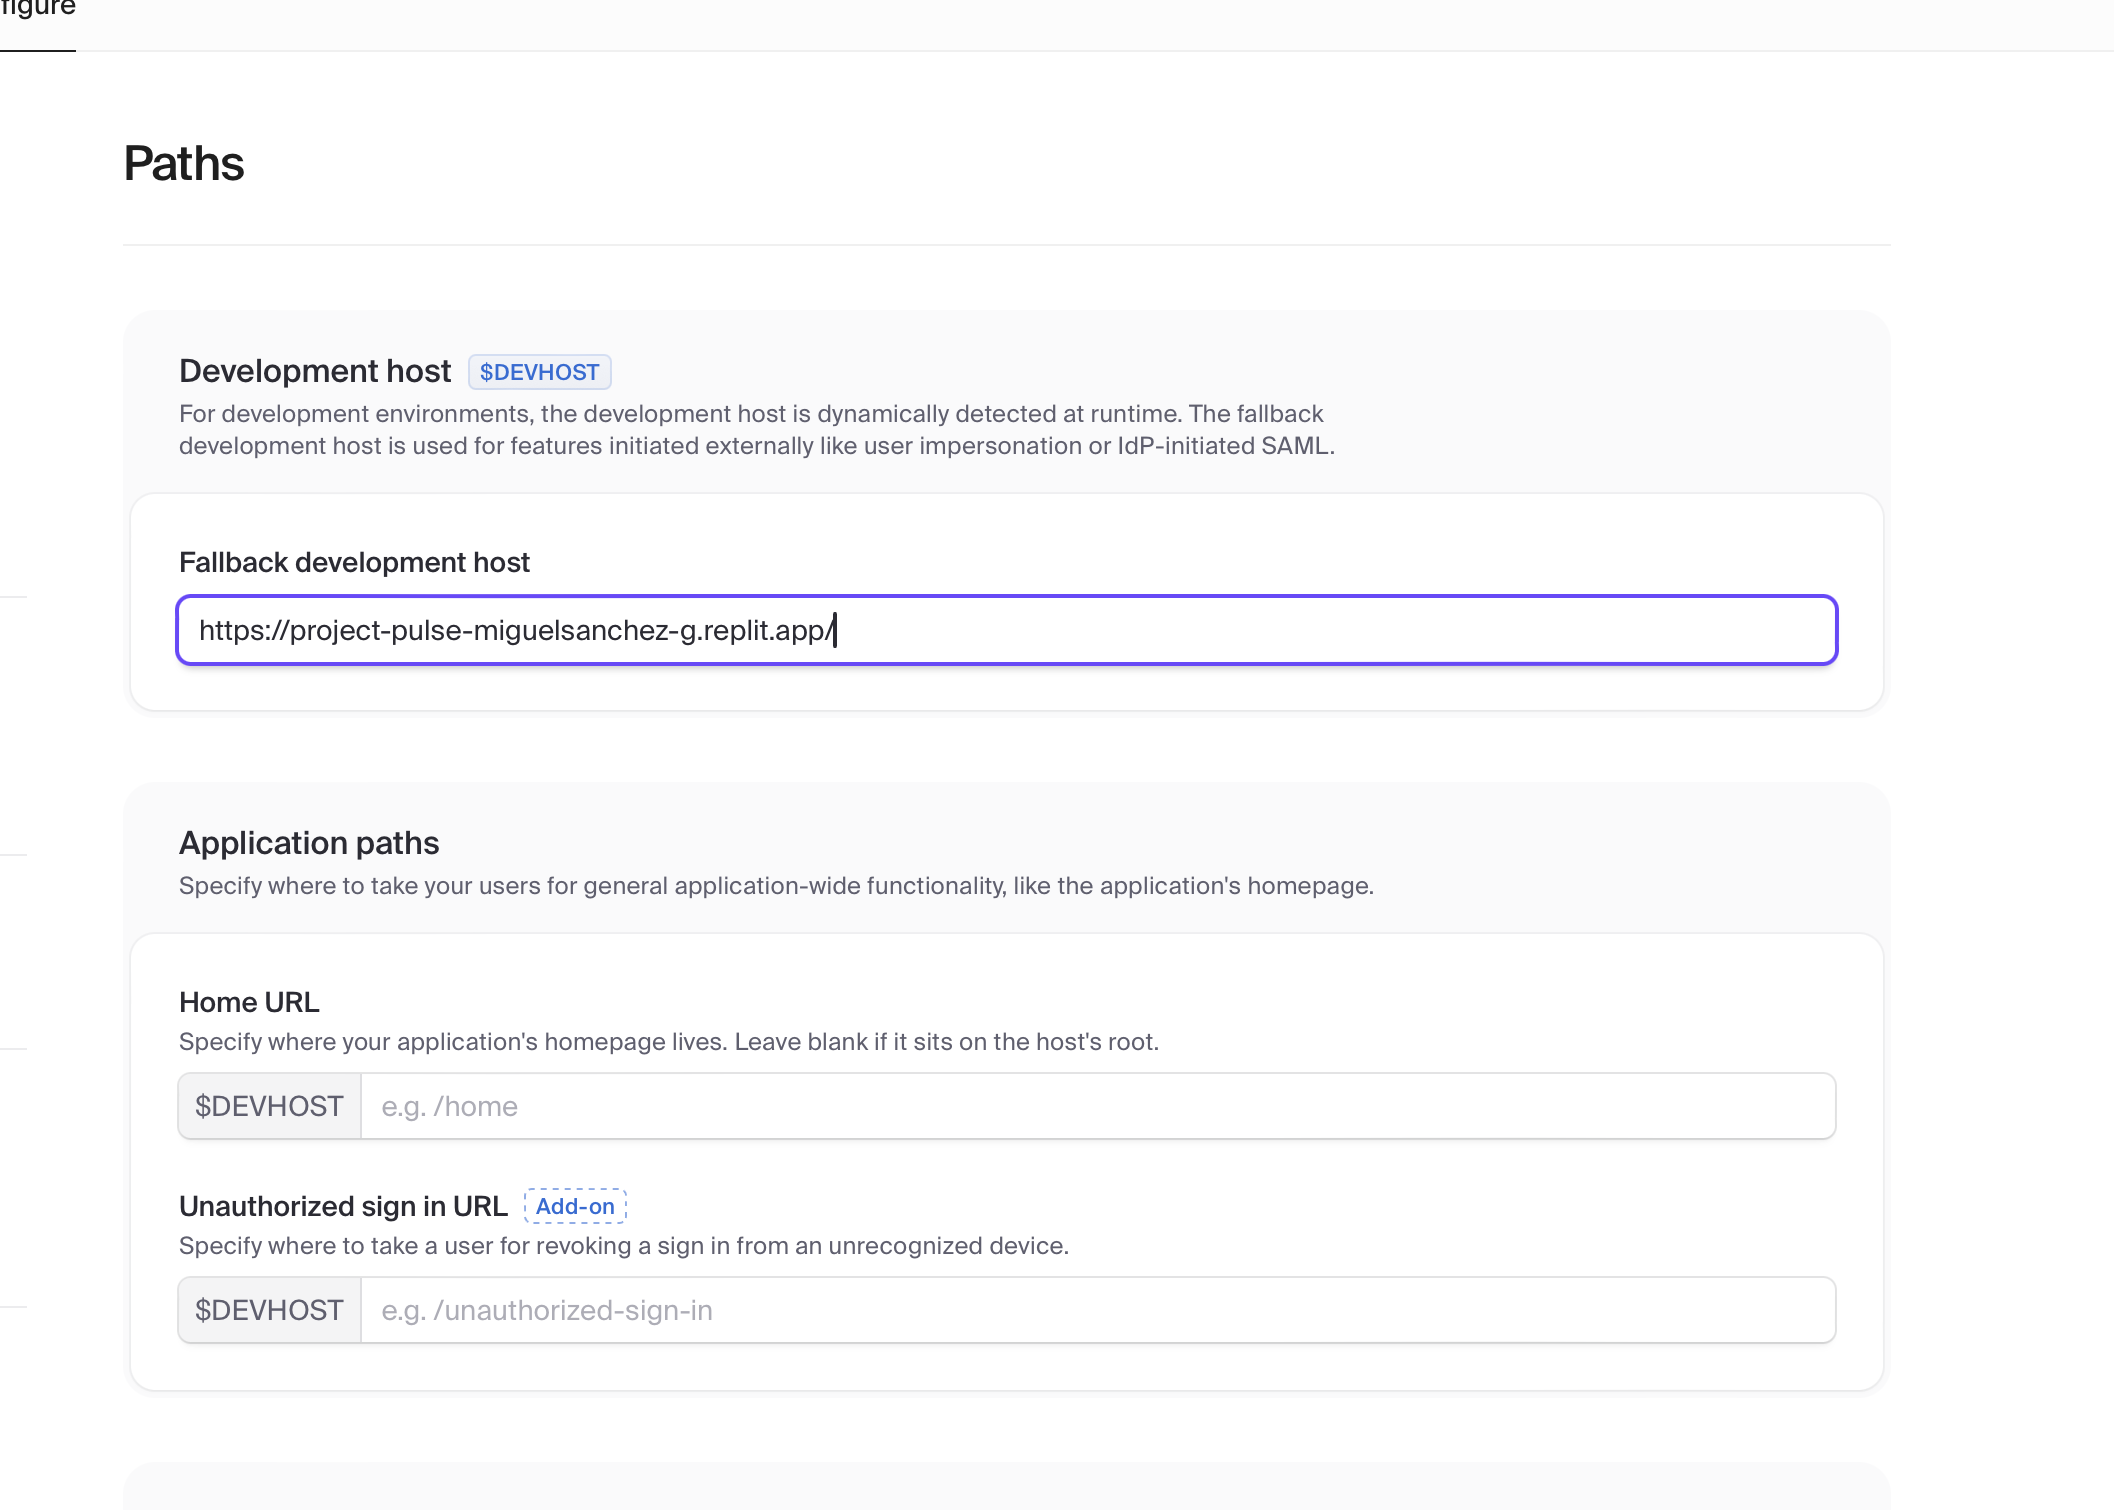 figure
Paths
Development host $DEVHOST
For development environments, the development host is dynamically detected at runtime. The fallback
development host is used for features initiated externally like user impersonation or IdP-initiated SAML.
Fallback development host
https://project-pulse-miguelsanchez-g.replit.app/
Application paths
Specify where to take your users for general application-wide functionality, like the application's homepage.
Home URL
Specify where your application's homepage lives. Leave blank if it sits on the host's root.
$DEVHOST e.g. /home
Unauthorized sign in URL Add-on
Specify where to take a user for revoking a sign in from an unrecognized device.
$DEVHOST e.g. /unauthorized-sign-in